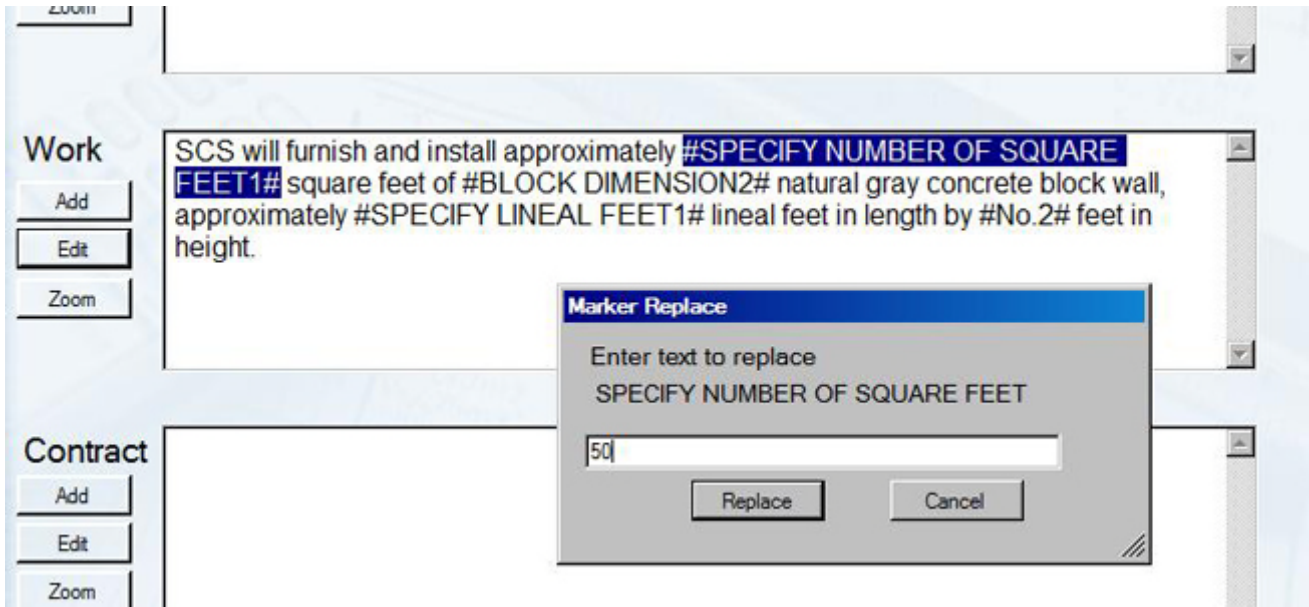 Zoom
Work
SCS will furnish and install approximately #SPECIFY NUMBER OF SQUARE
FEET1# square feet of #BLOCK DIMENSION2# natural gray concrete block wall,
approximately #SPECIFY LINEAL FEET1# lineal feet in length by #No.2# feet in
height.
Add
Edit
Zoom
Marker Replace
Enter text to replace
SPECIFY NUMBER OF SQUARE FEET
50
Replace
Cancel
Contract
Add
Edit
Zoom